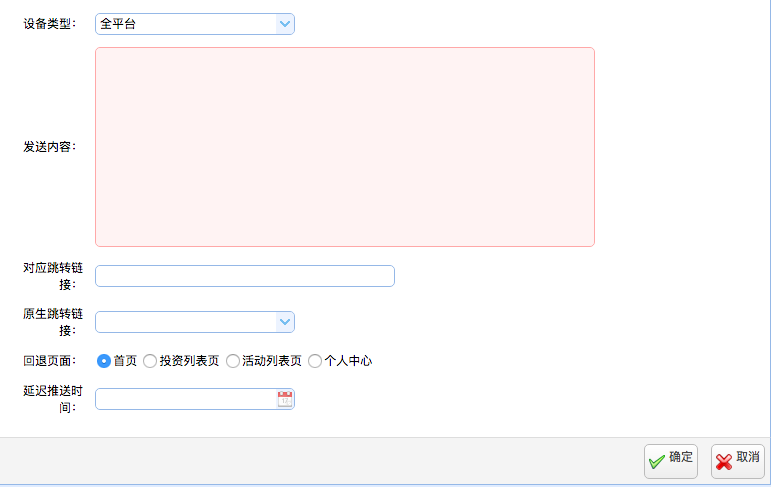 设备类型： 全平台
发送内容：
对应跳转链
接：
原生跳转链
接：
回退页面： 首页 投资列表页 活动列表页 个人中心
延迟推送时
间：
确定 取消